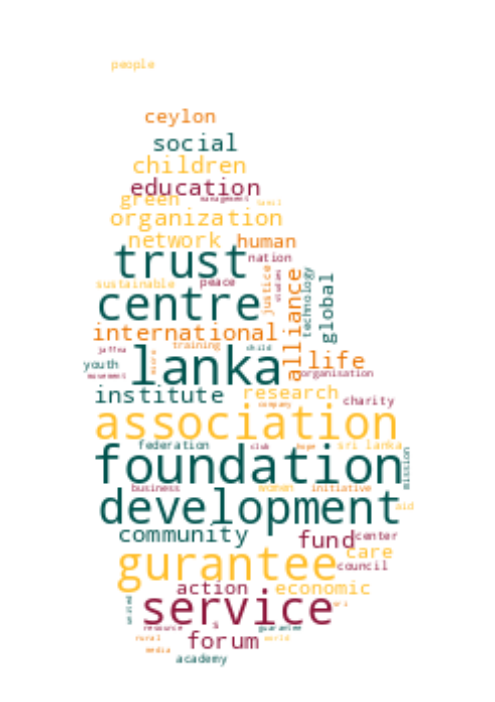 people
ceylon
social
children
education
green management tamil
organization
network human
trust nation
sustainable peace justice studies technology
centre alliance global
international
jaffna training child
youth lanka life
movement organisation
institute research
company charity
association
federation club hope sri lanka
foundation mission
business women initiative
development aid
community fund center
gurantee care
council
action economic
united service sri
resource s guarantee
rural forum world
media academy